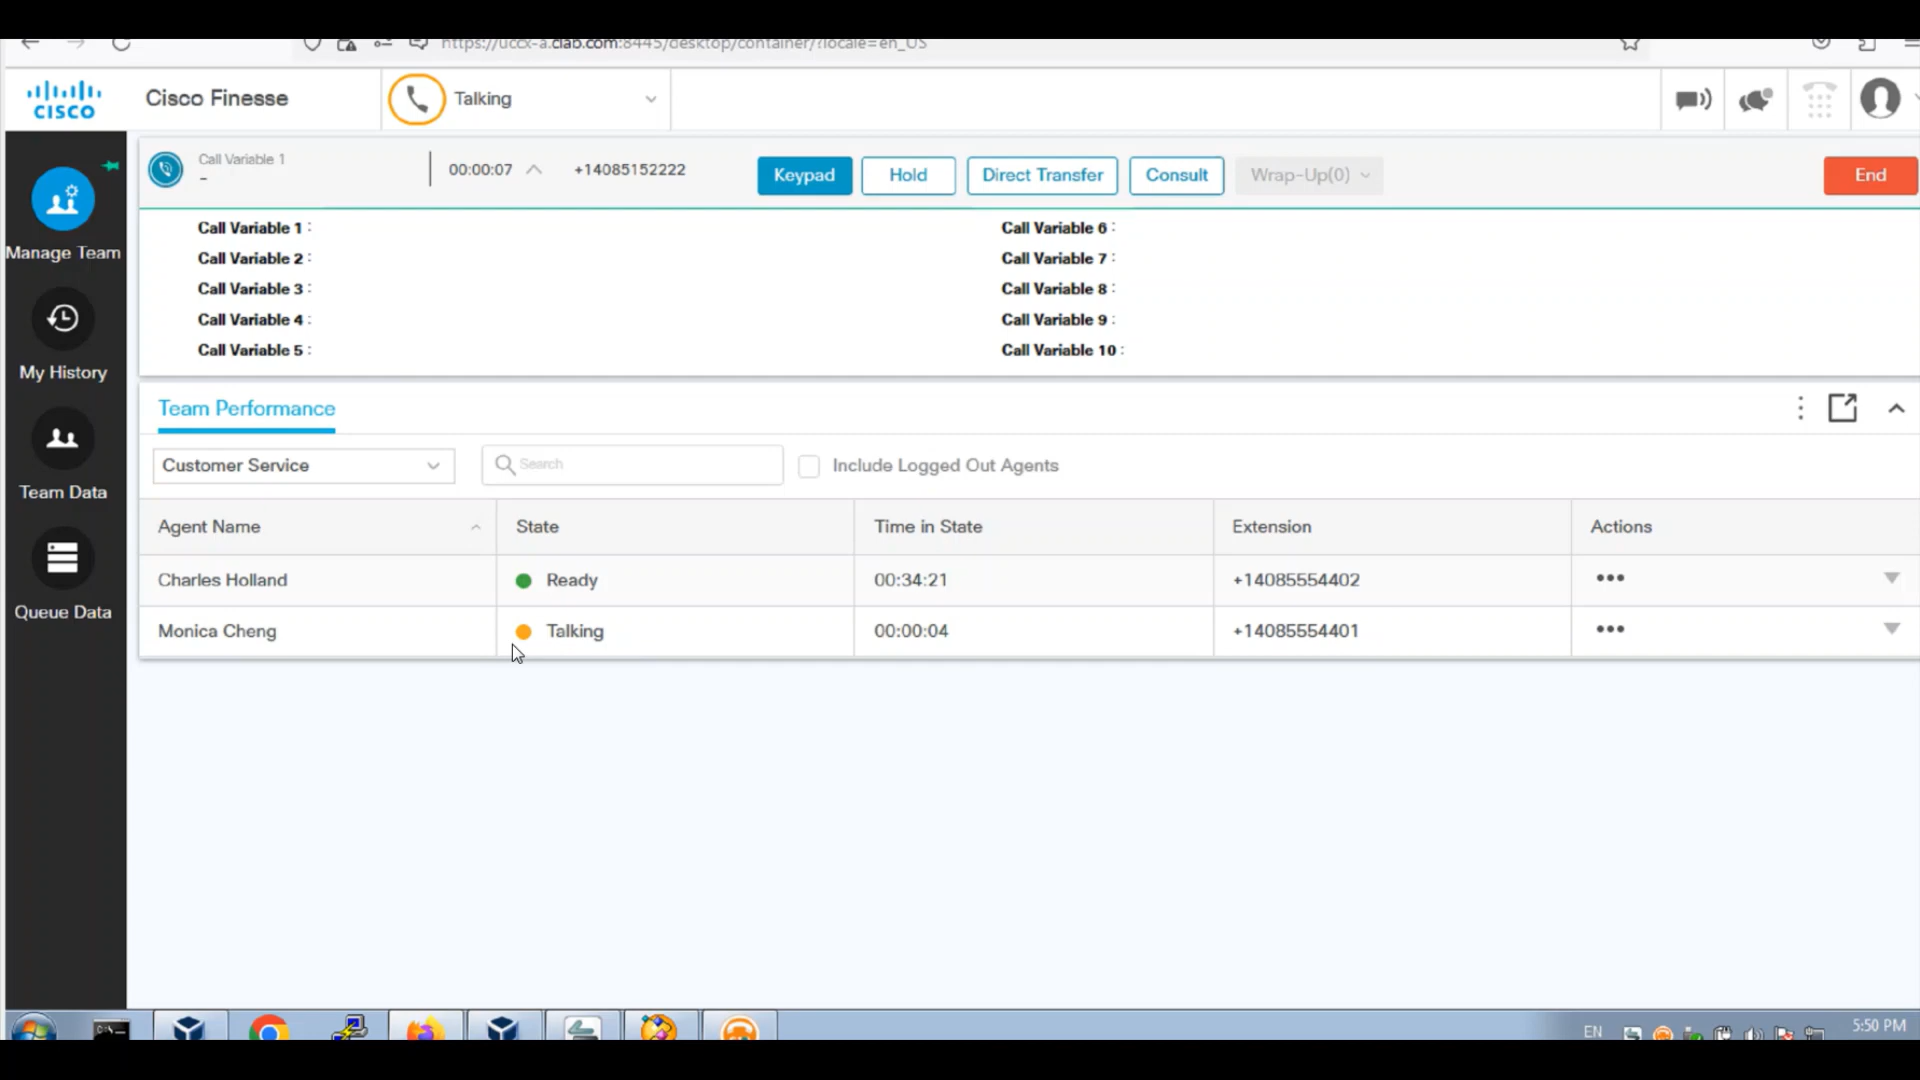 https://uccx-a.clab.com:8445/desktop/container/?locale=en_US
CISCO
Cisco Finesse
Talking
Call Variable 1
-
00:00:07
+14085152222
Keypad
Hold
Direct Transfer
Consult
Wrap-Up(0)
End
Call Variable 1 :
Call Variable 2 :
Call Variable 3 :
Call Variable 4 :
Call Variable 5 :
Call Variable 6 :
Call Variable 7 :
Call Variable 8 :
Call Variable 9 :
Call Variable 10 :
Manage Team
My History
Team Data
Queue Data
Team Performance
Customer Service
Search
Include Logged Out Agents
Agent Name State Time in State Extension Actions
Charles Holland Ready 00:34:21 +14085554402
Monica Cheng Talking 00:00:04 +14085554401
EN
5:50 PM